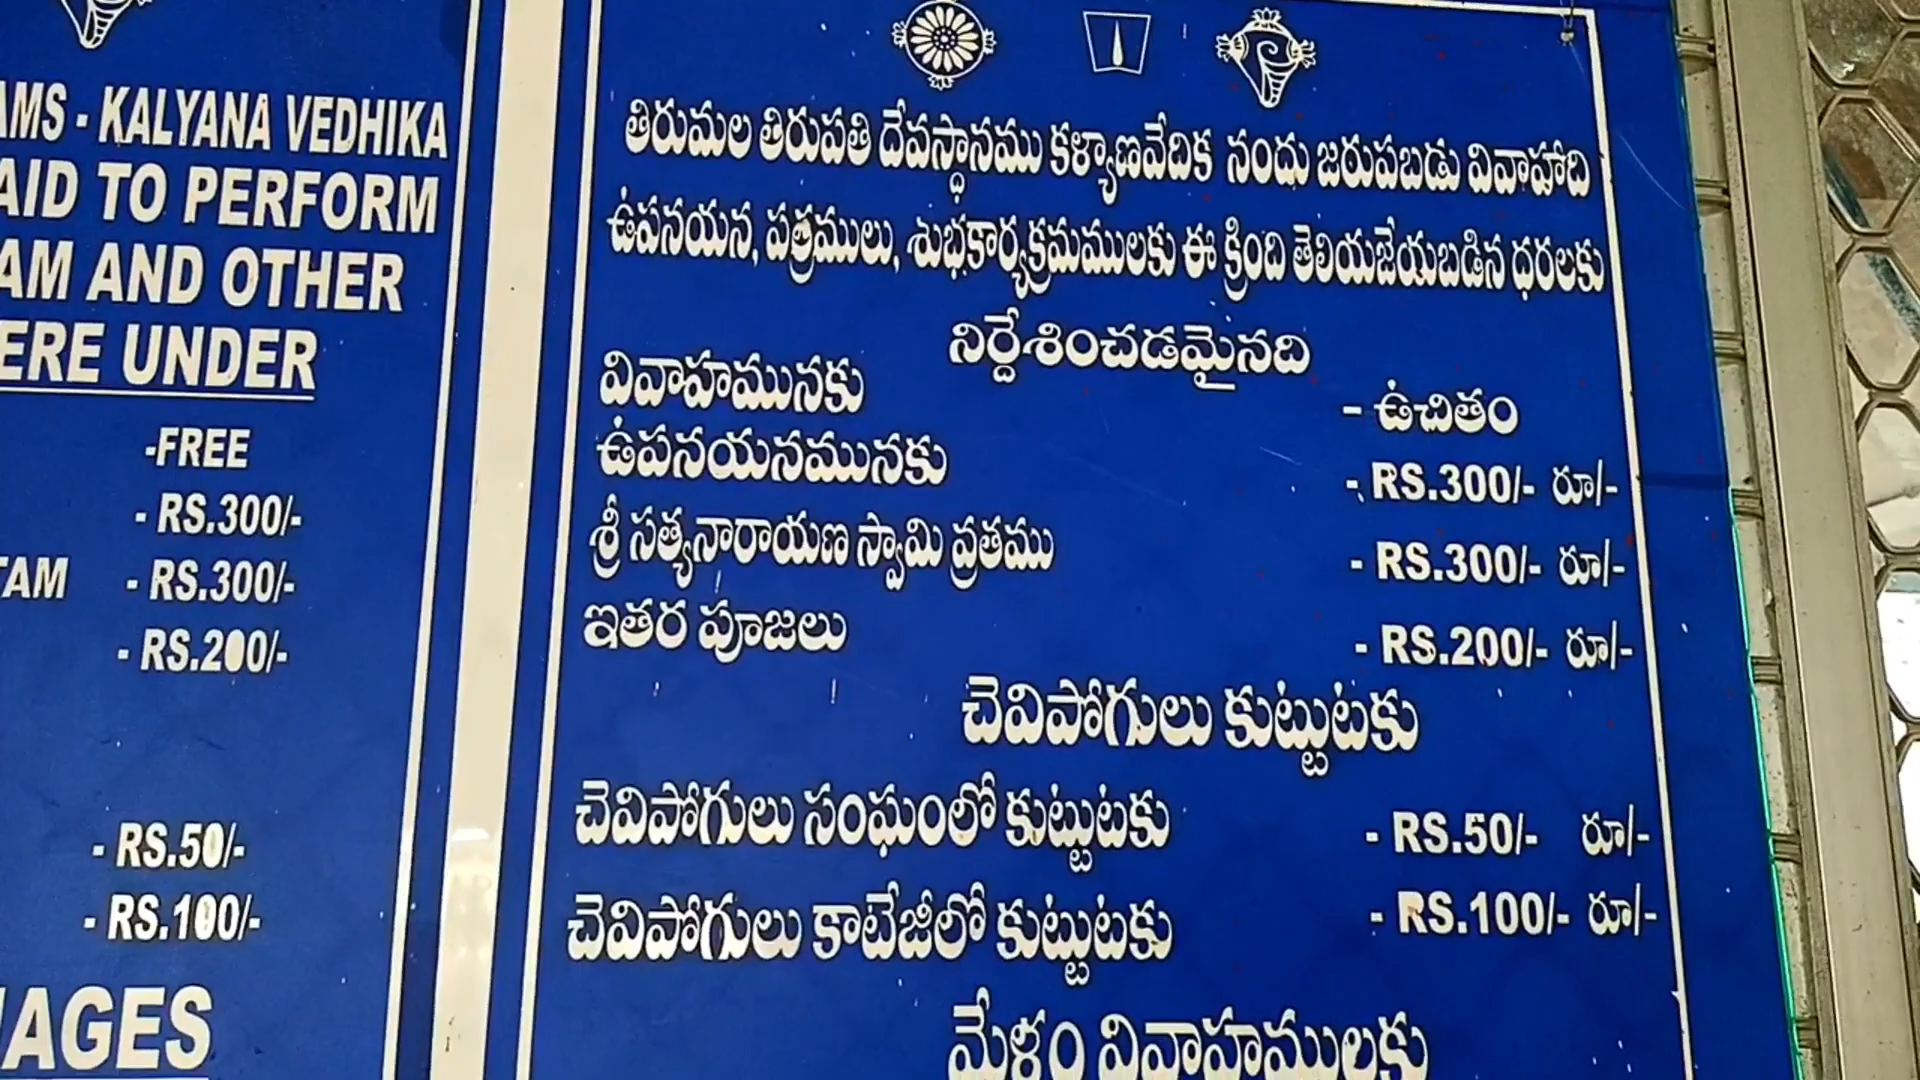 AMS - KALYANA VEDHIKA
AID TO PERFORM
AM AND OTHER
ERE UNDER
-FREE
- RS.300/-
TAM - RS.300/-
- RS.200/-
- RS.50/-
- RS.100/-
AGES
తిరుమల తిరుపతి దేవస్థానము కళ్యాణవేదిక నందు జరుపబడు వివాహాది
ఉపనయన, పత్రములు, శుభకార్యక్రమములకు ఈ క్రింది తెలియజేయబడిన ధరలకు
నిర్దేశించడమైనది
వివాహమునకు - ఉచితం
ఉపనయనమునకు - RS.300/- రూ/-
శ్రీ సత్యనారాయణ స్వామి వ్రతము - RS.300/- రూ/-
ఇతర పూజలు - RS.200/- రూ/-
చెవిపోగులు కుట్టుటకు
చెవిపోగులు సంఘంలో కుట్టుటకు - RS.50/- రూ/-
చెవిపోగులు కాటేజీలో కుట్టుటకు - RS.100/- రూ/-
మేళం వివాహములకు